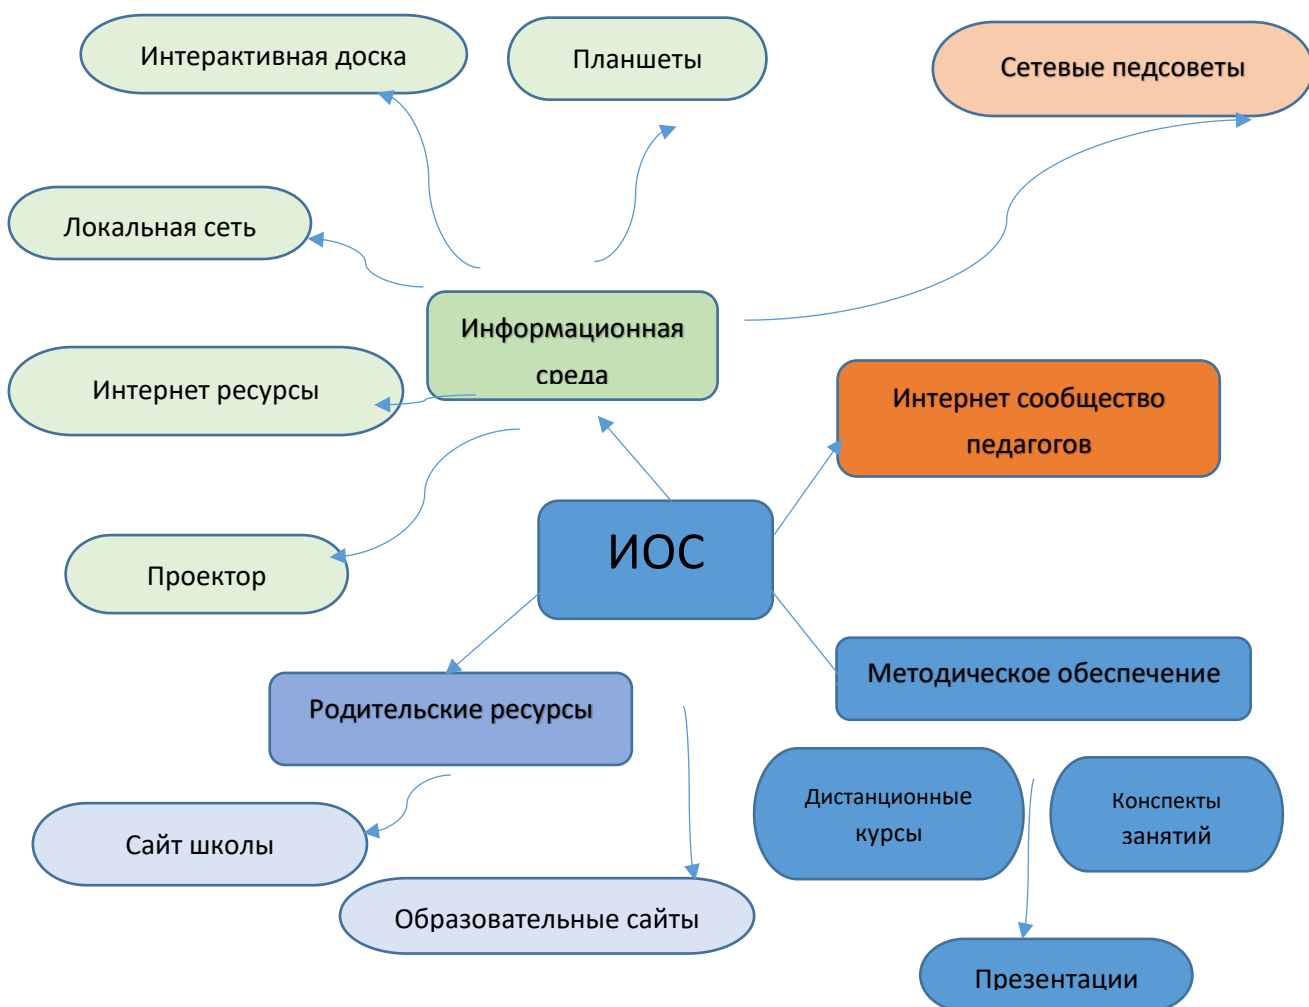 Интерактивная доска
Планшеты
Сетевые педсоветы
Локальная сеть
Информационная
среда
Интернет ресурсы
Интернет сообщество
педагогов
ИОС
Проектор
Методическое обеспечение
Родительские ресурсы
Дистанционные
курсы
Конспекты
занятий
Сайт школы
Образовательные сайты
Презентации